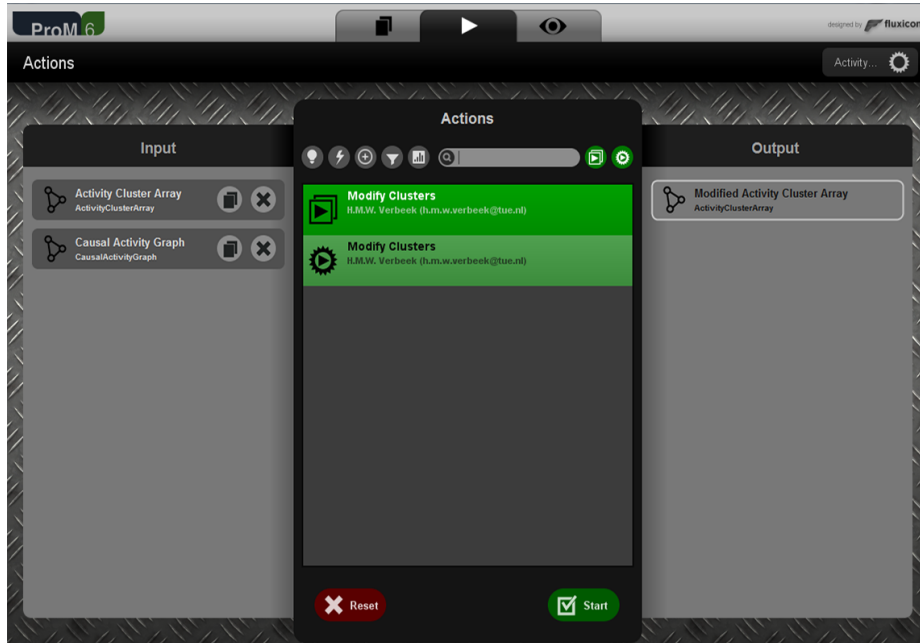 ProM 6
designed by fluxicon
Actions
Activity...
Input
Activity Cluster Array
ActivityClusterArray
Causal Activity Graph
CausalActivityGraph
Actions
Modify Clusters
H.M.W. Verbeek (h.m.w.verbeek@tue.nl)
Modify Clusters
H.M.W. Verbeek (h.m.w.verbeek@tue.nl)
Reset
Start
Output
Modified Activity Cluster Array
ActivityClusterArray